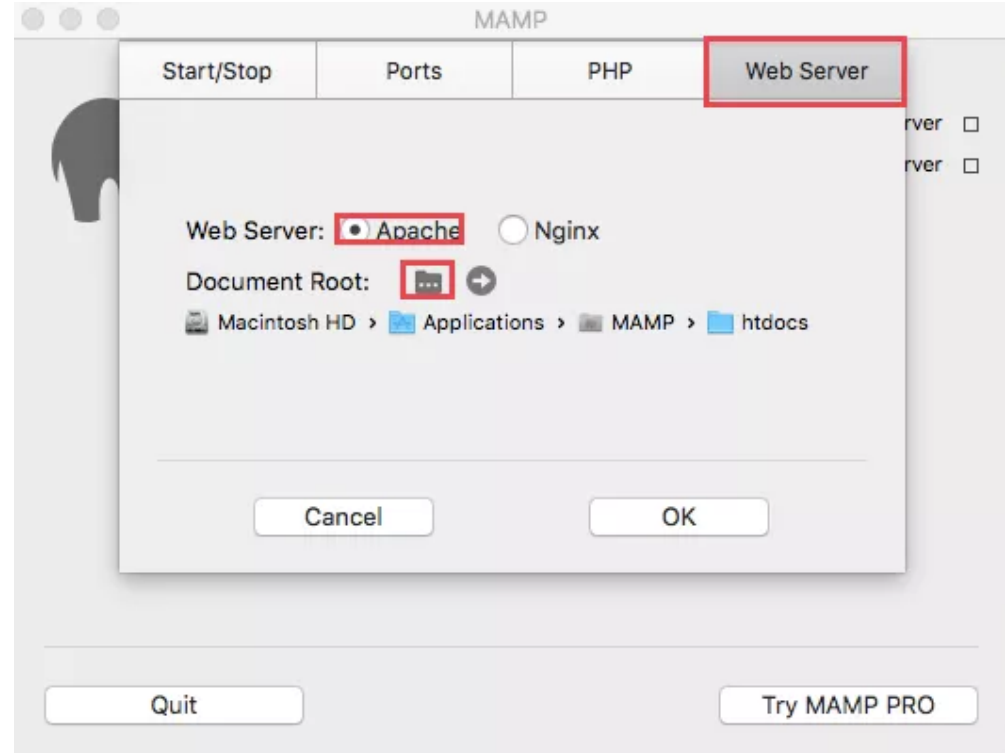 MAMP
Start/Stop Ports PHP Web Server
rver
rver
Web Server: Apache Nginx
Document Root:
Macintosh HD › Applications › MAMP › htdocs
Cancel OK
Quit Try MAMP PRO